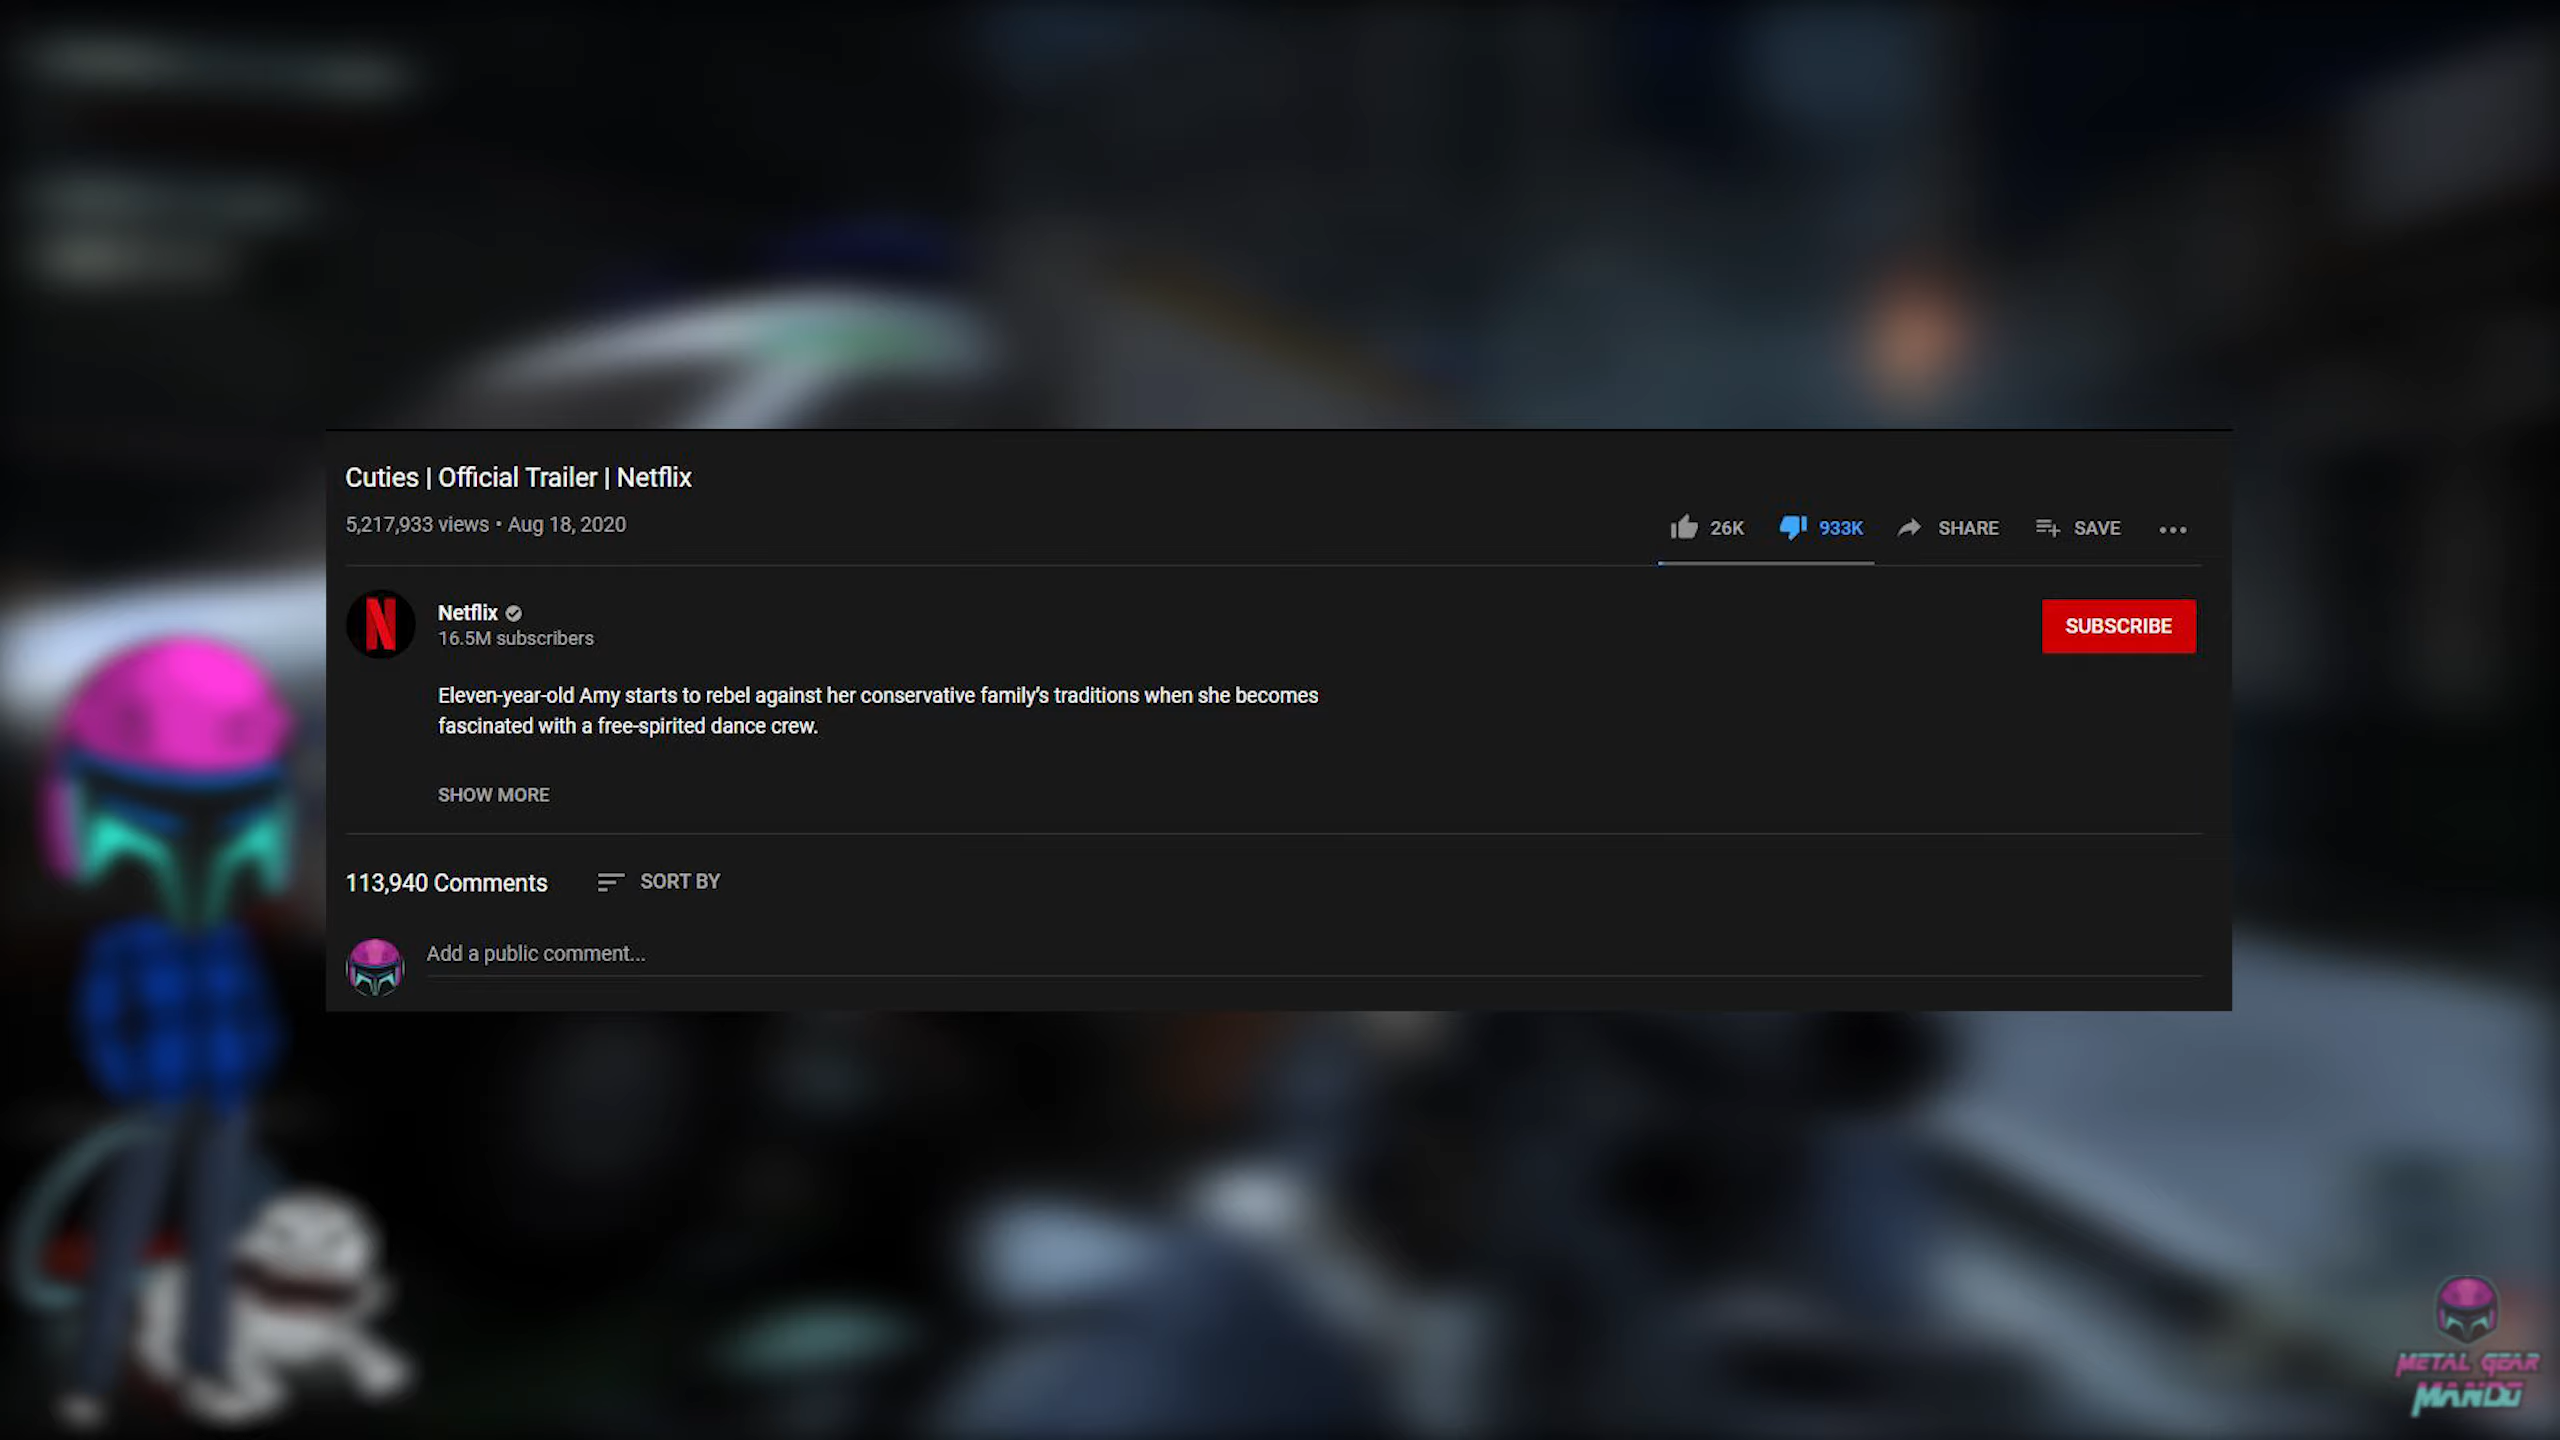 Cuties | Official Trailer | Netflix
5,217,933 views • Aug 18, 2020
26K 933K SHARE SAVE
Netflix
16.5M subscribers
SUBSCRIBE
Eleven-year-old Amy starts to rebel against her conservative family's traditions when she becomes
fascinated with a free-spirited dance crew.
SHOW MORE
113,940 Comments SORT BY
Add a public comment...
METAL GEAR
MANDO